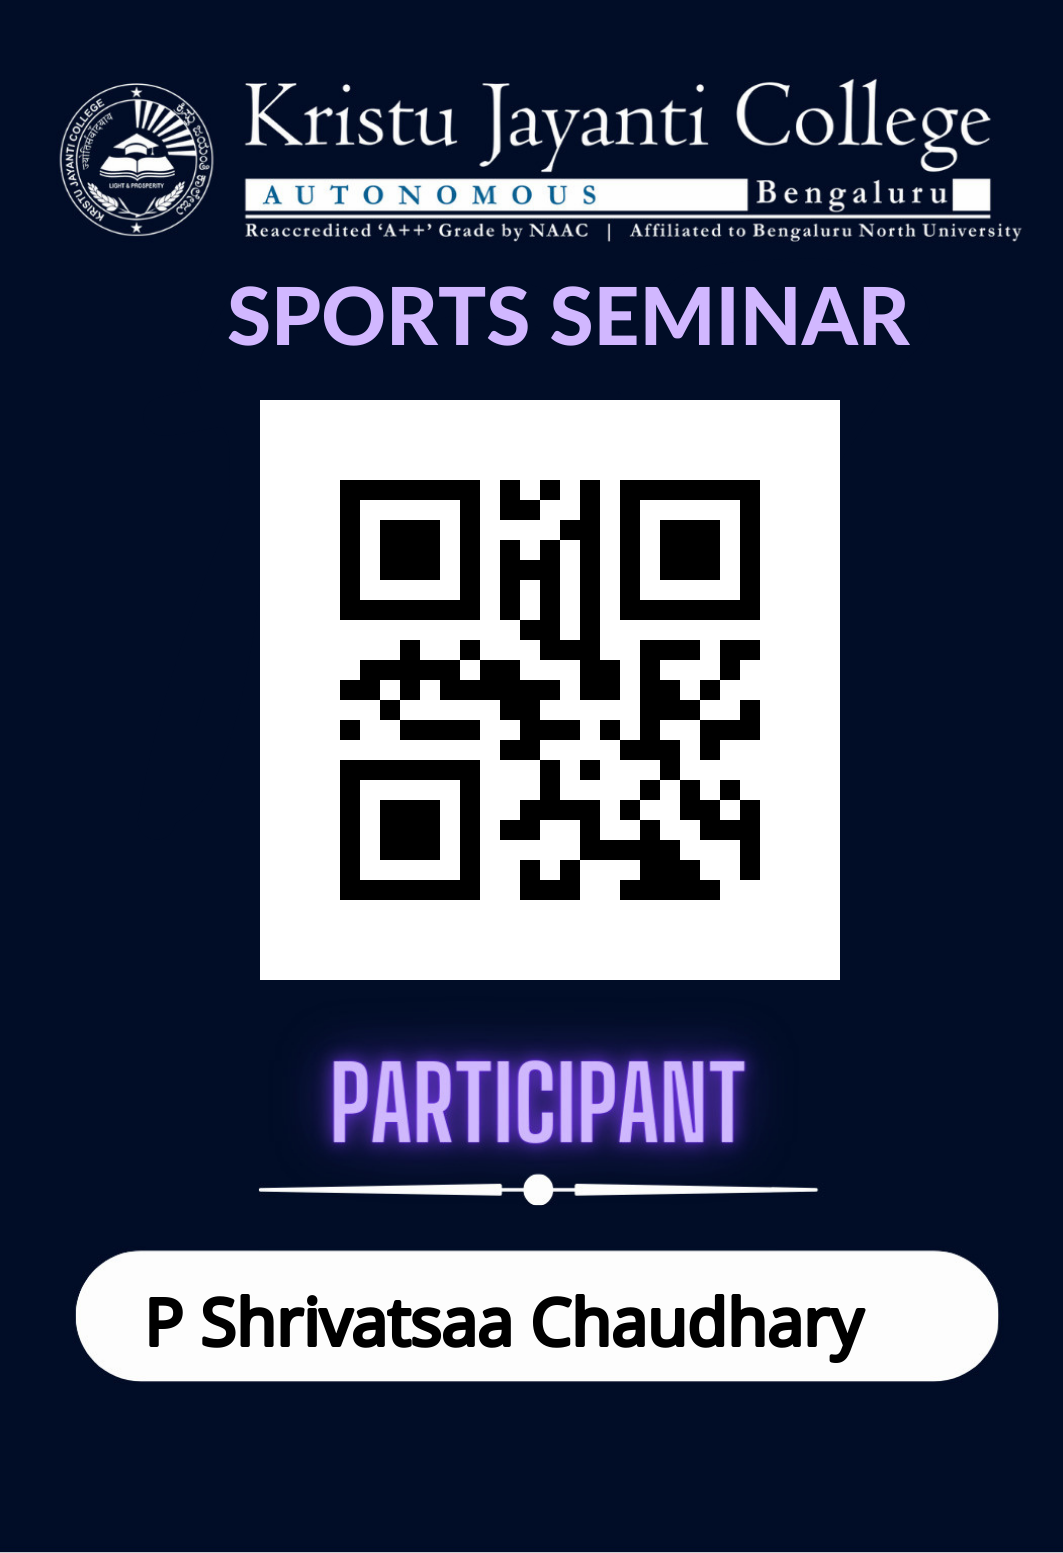 KRISTU JAYANTI COLLEGE
LIGHT & PROSPERITY
Kristu Jayanti College
AUTONOMOUS Bengaluru
Reaccredited ‘A++’ Grade by NAAC | Affiliated to Bengaluru North University
SPORTS SEMINAR
PARTICIPANT
P Shrivatsaa Chaudhary